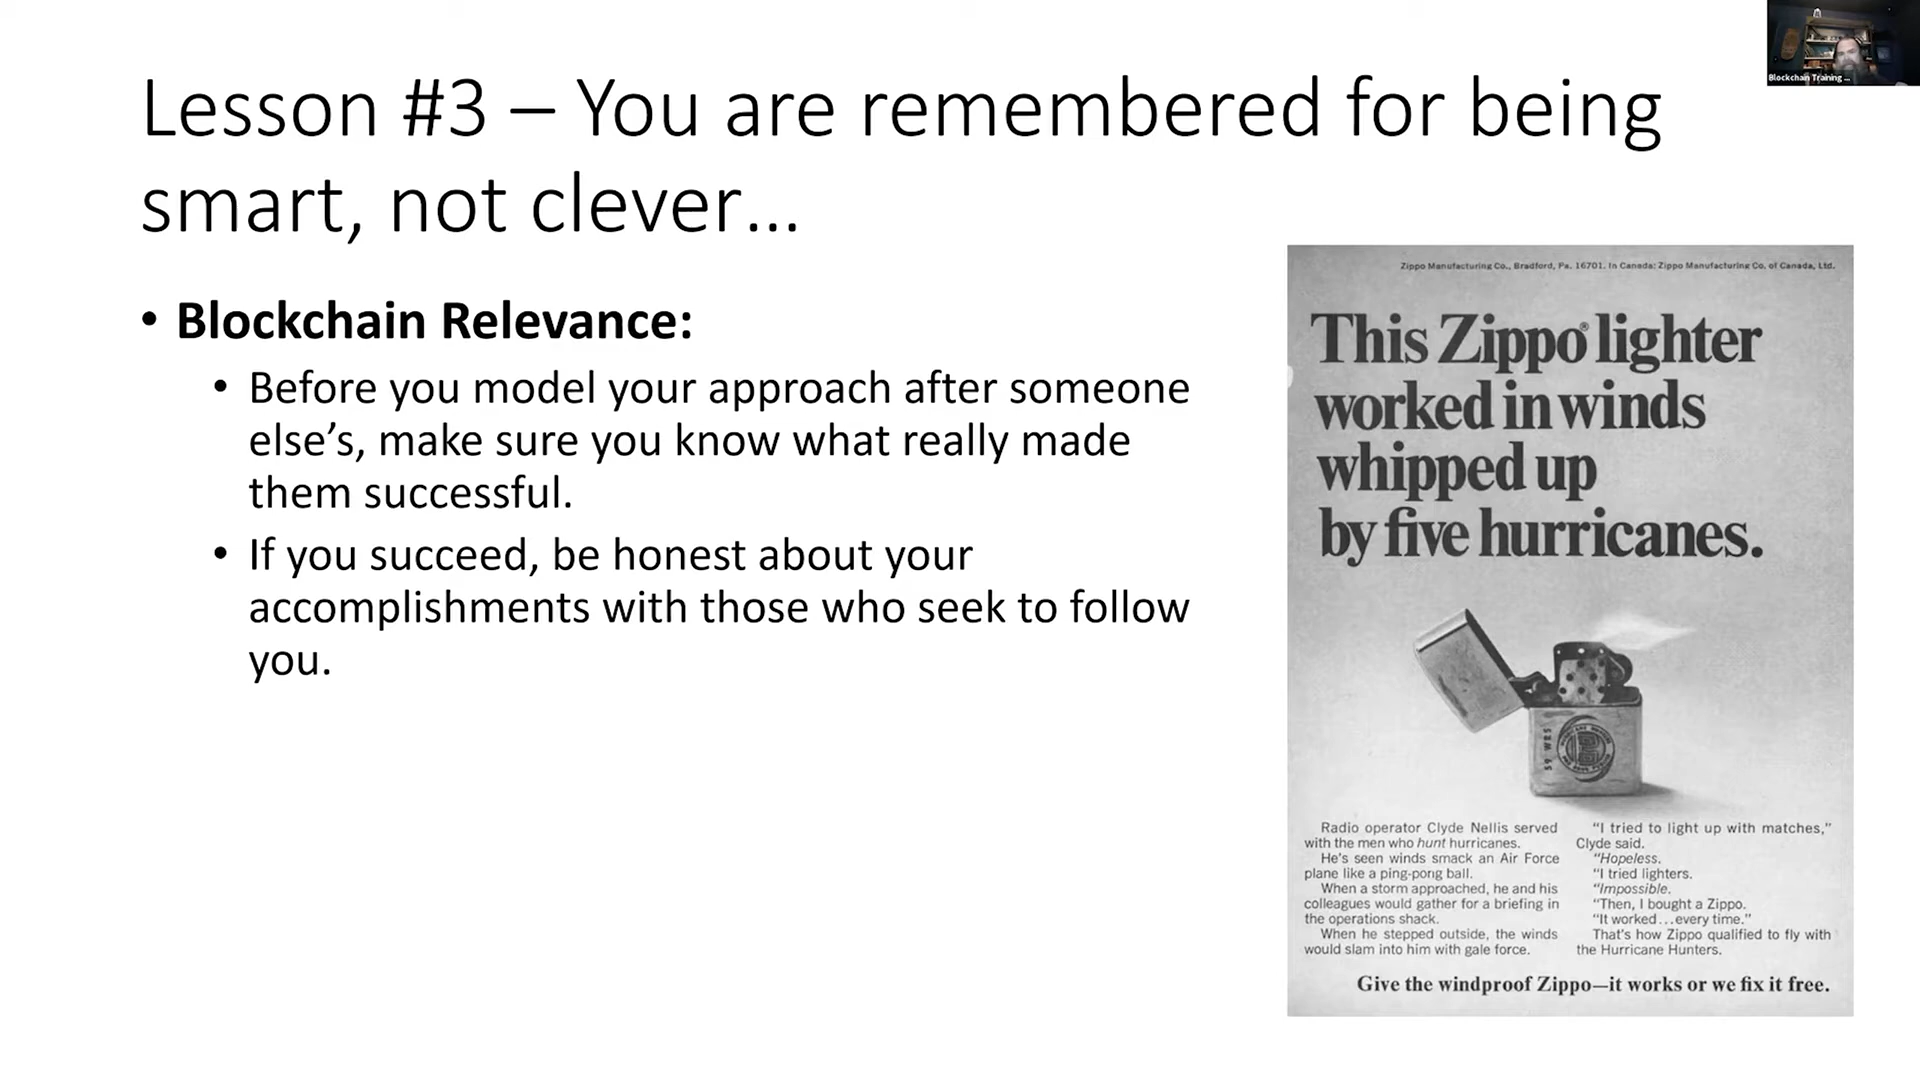 Blockchain Training ...
Lesson #3 – You are remembered for being
smart, not clever...
• Blockchain Relevance:
• Before you model your approach after someone
else's, make sure you know what really made
them successful.
• If you succeed, be honest about your
accomplishments with those who seek to follow
you.
Zippo Manufacturing Co., Bradford, Pa. 16701. In Canada: Zippo Manufacturing Co. of Canada, Ltd.
This Zippo® lighter
worked in winds
whipped up
by five hurricanes.
59 WRS
Radio operator Clyde Nellis served
with the men who hunt hurricanes.
He's seen winds smack an Air Force
plane like a ping-pong ball.
When a storm approached, he and his
colleagues would gather for a briefing in
the operations shack.
When he stepped outside, the winds
would slam into him with gale force.
"I tried to light up with matches,"
Clyde said.
"Hopeless.
"I tried lighters.
"Impossible.
"Then, I bought a Zippo.
"It worked...every time."
That's how Zippo qualified to fly with
the Hurricane Hunters.
Give the windproof Zippo—it works or we fix it free.